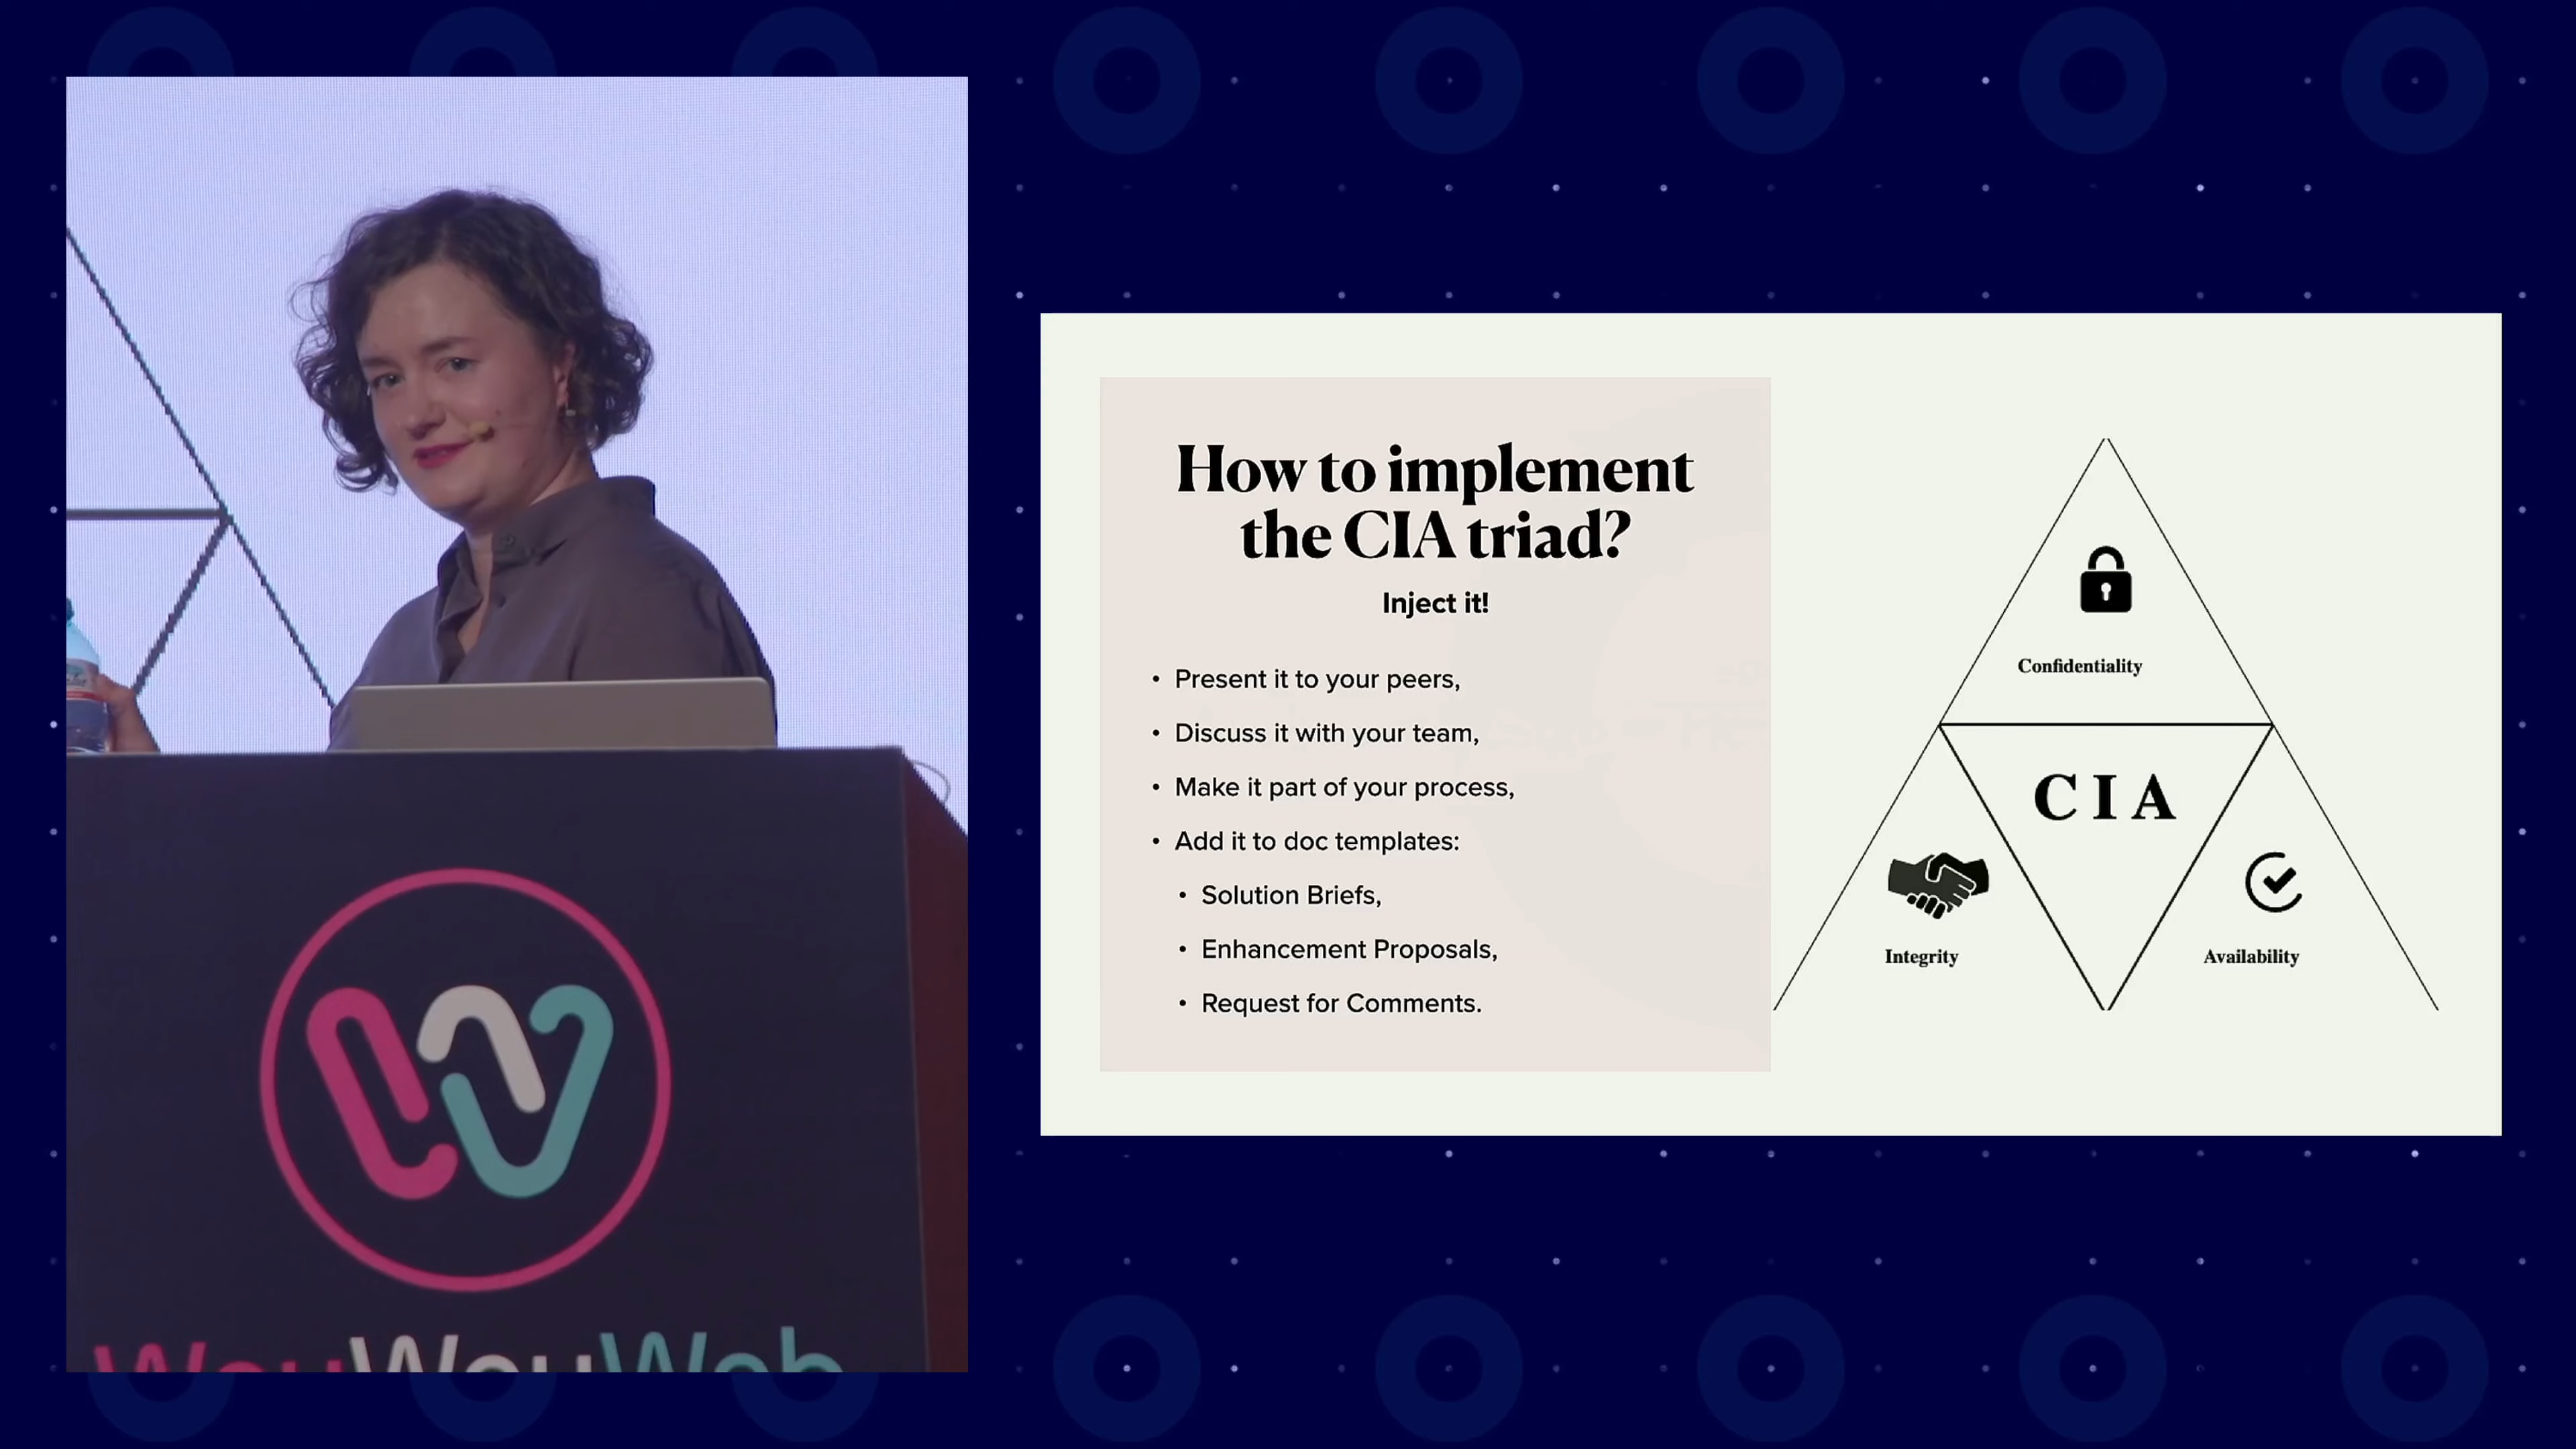 How to implement
the CIA triad?
Inject it!
• Present it to your peers,
• Discuss it with your team,
• Make it part of your process,
• Add it to doc templates:
• Solution Briefs,
• Enhancement Proposals,
• Request for Comments.
Confidentiality
CIA
Integrity
Availability
WeyWeyWeb